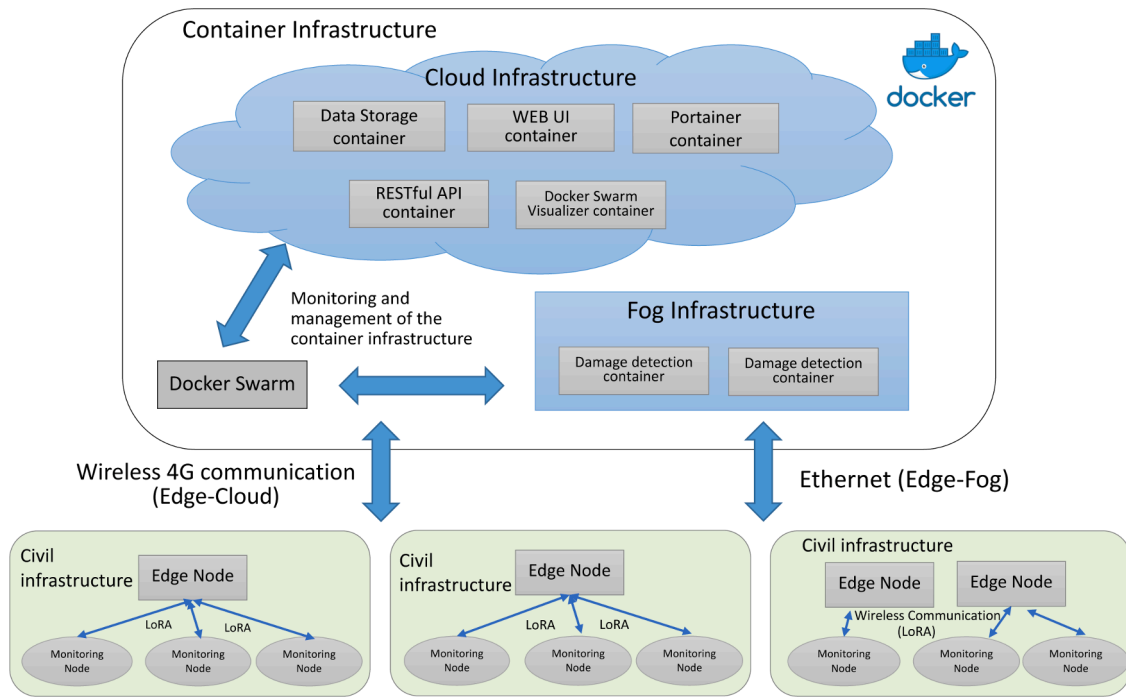 Container Infrastructure
docker
Cloud Infrastructure
Data Storage
container
WEB UI
container
Portainer
container
RESTful API
container
Docker Swarm
Visualizer container
Monitoring and
management of the
container infrastructure
Docker Swarm
Fog Infrastructure
Damage detection
container
Damage detection
container
Wireless 4G communication
(Edge-Cloud)
Ethernet (Edge-Fog)
Civil
infrastructure
Edge Node
LoRA
LoRA
Monitoring
Node
Monitoring
Node
Monitoring
Node
Civil
infrastructure
Edge Node
LoRA
LoRA
Monitoring
Node
Monitoring
Node
Monitoring
Node
Civil infrastructure
Edge Node
Edge Node
Wireless Communication
(LoRA)
Monitoring
Node
Monitoring
Node
Monitoring
Node